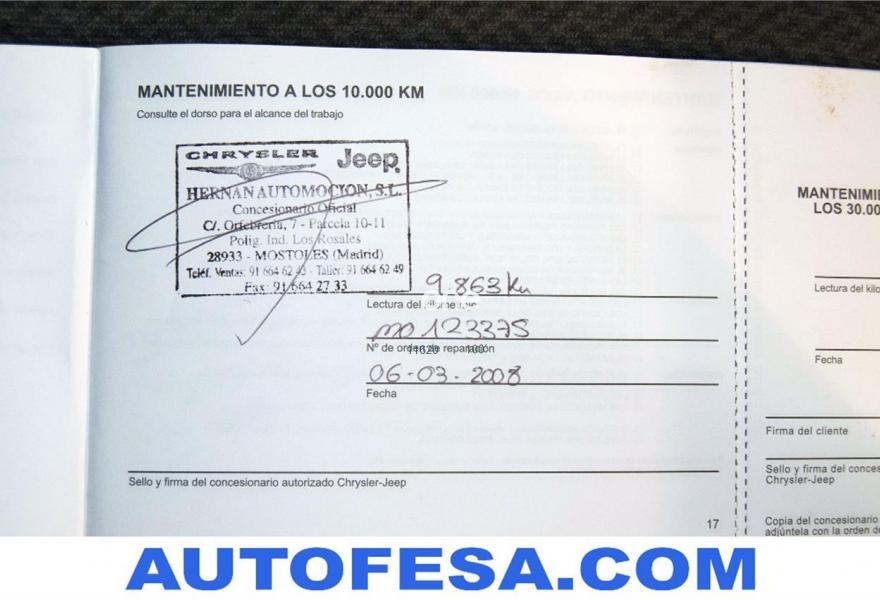 MANTENIMIENTO A LOS 10.000 KM
Consulte el dorso para el alcance del trabajo
CHRYSLER Jeep
HERNAN AUTOMOCION, S.L.
Concesionario Oficial
C/. Orfebrería, 7 - Parcela 10-11
Polig. Ind. Los Rosales
28933 - MOSTOLES (Madrid)
Teléf. Ventas: 91 664 62 43 - Taller: 91 664 62 49
Fax: 91 664 27 33
9.863 Km
Lectura del kilometraje
MO 123375
Nº de orden de reparación
06-03-2008
Fecha
Sello y firma del concesionario autorizado Chrysler-Jeep
17
MANTENIMI
LOS 30.00
Lectura del kilo
Fecha
Firma del cliente
Sello y firma del conces
Chrysler-Jeep
Copia del concesionario
adjúntela con la orden de
AUTOFESA.COM